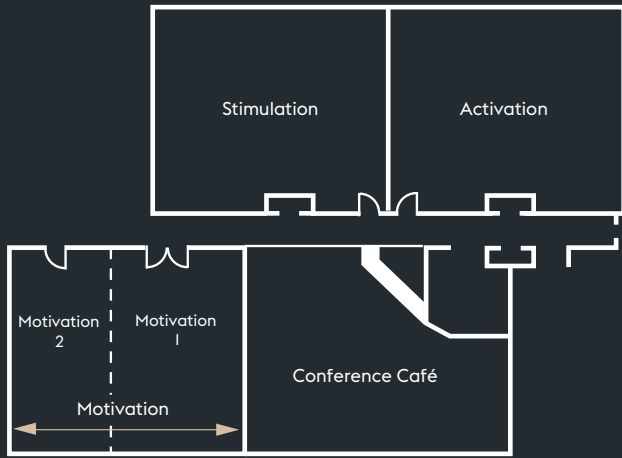 Stimulation
Activation
Motivation
2
Motivation
1
Conference Café
Motivation